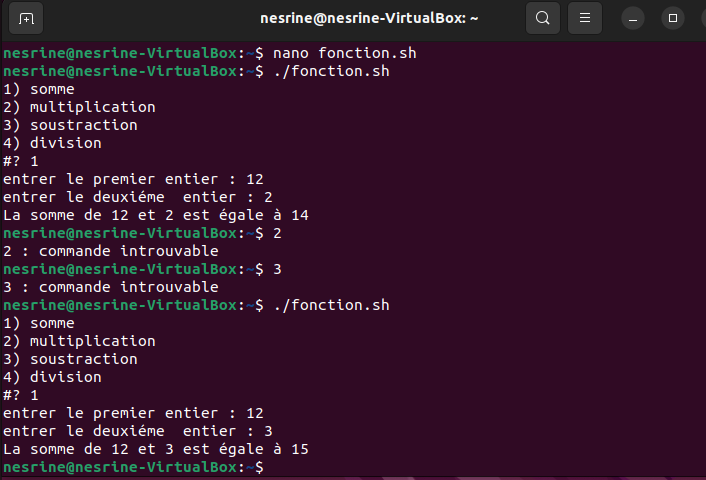 nesrine@nesrine-VirtualBox: ~
nesrine@nesrine-VirtualBox:~$ nano fonction.sh
nesrine@nesrine-VirtualBox:~$ ./fonction.sh
1) somme
2) multiplication
3) soustraction
4) division
#? 1
entrer le premier entier : 12
entrer le deuxiéme  entier : 2
La somme de 12 et 2 est égale à 14
nesrine@nesrine-VirtualBox:~$ 2
2 : commande introuvable
nesrine@nesrine-VirtualBox:~$ 3
3 : commande introuvable
nesrine@nesrine-VirtualBox:~$ ./fonction.sh
1) somme
2) multiplication
3) soustraction
4) division
#? 1
entrer le premier entier : 12
entrer le deuxiéme  entier : 3
La somme de 12 et 3 est égale à 15
nesrine@nesrine-VirtualBox:~$